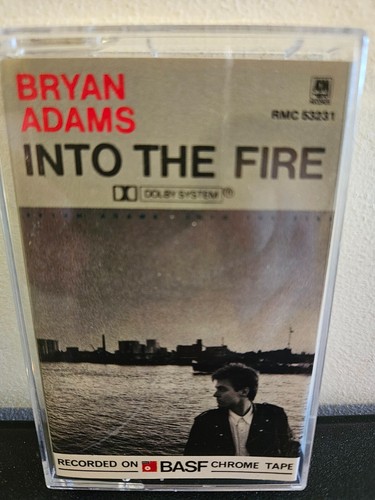 BRYAN
ADAMS
RMC 53231
INTO THE FIRE
DOLBY SYSTEM ®
RECORDED ON BASF CHROME TAPE